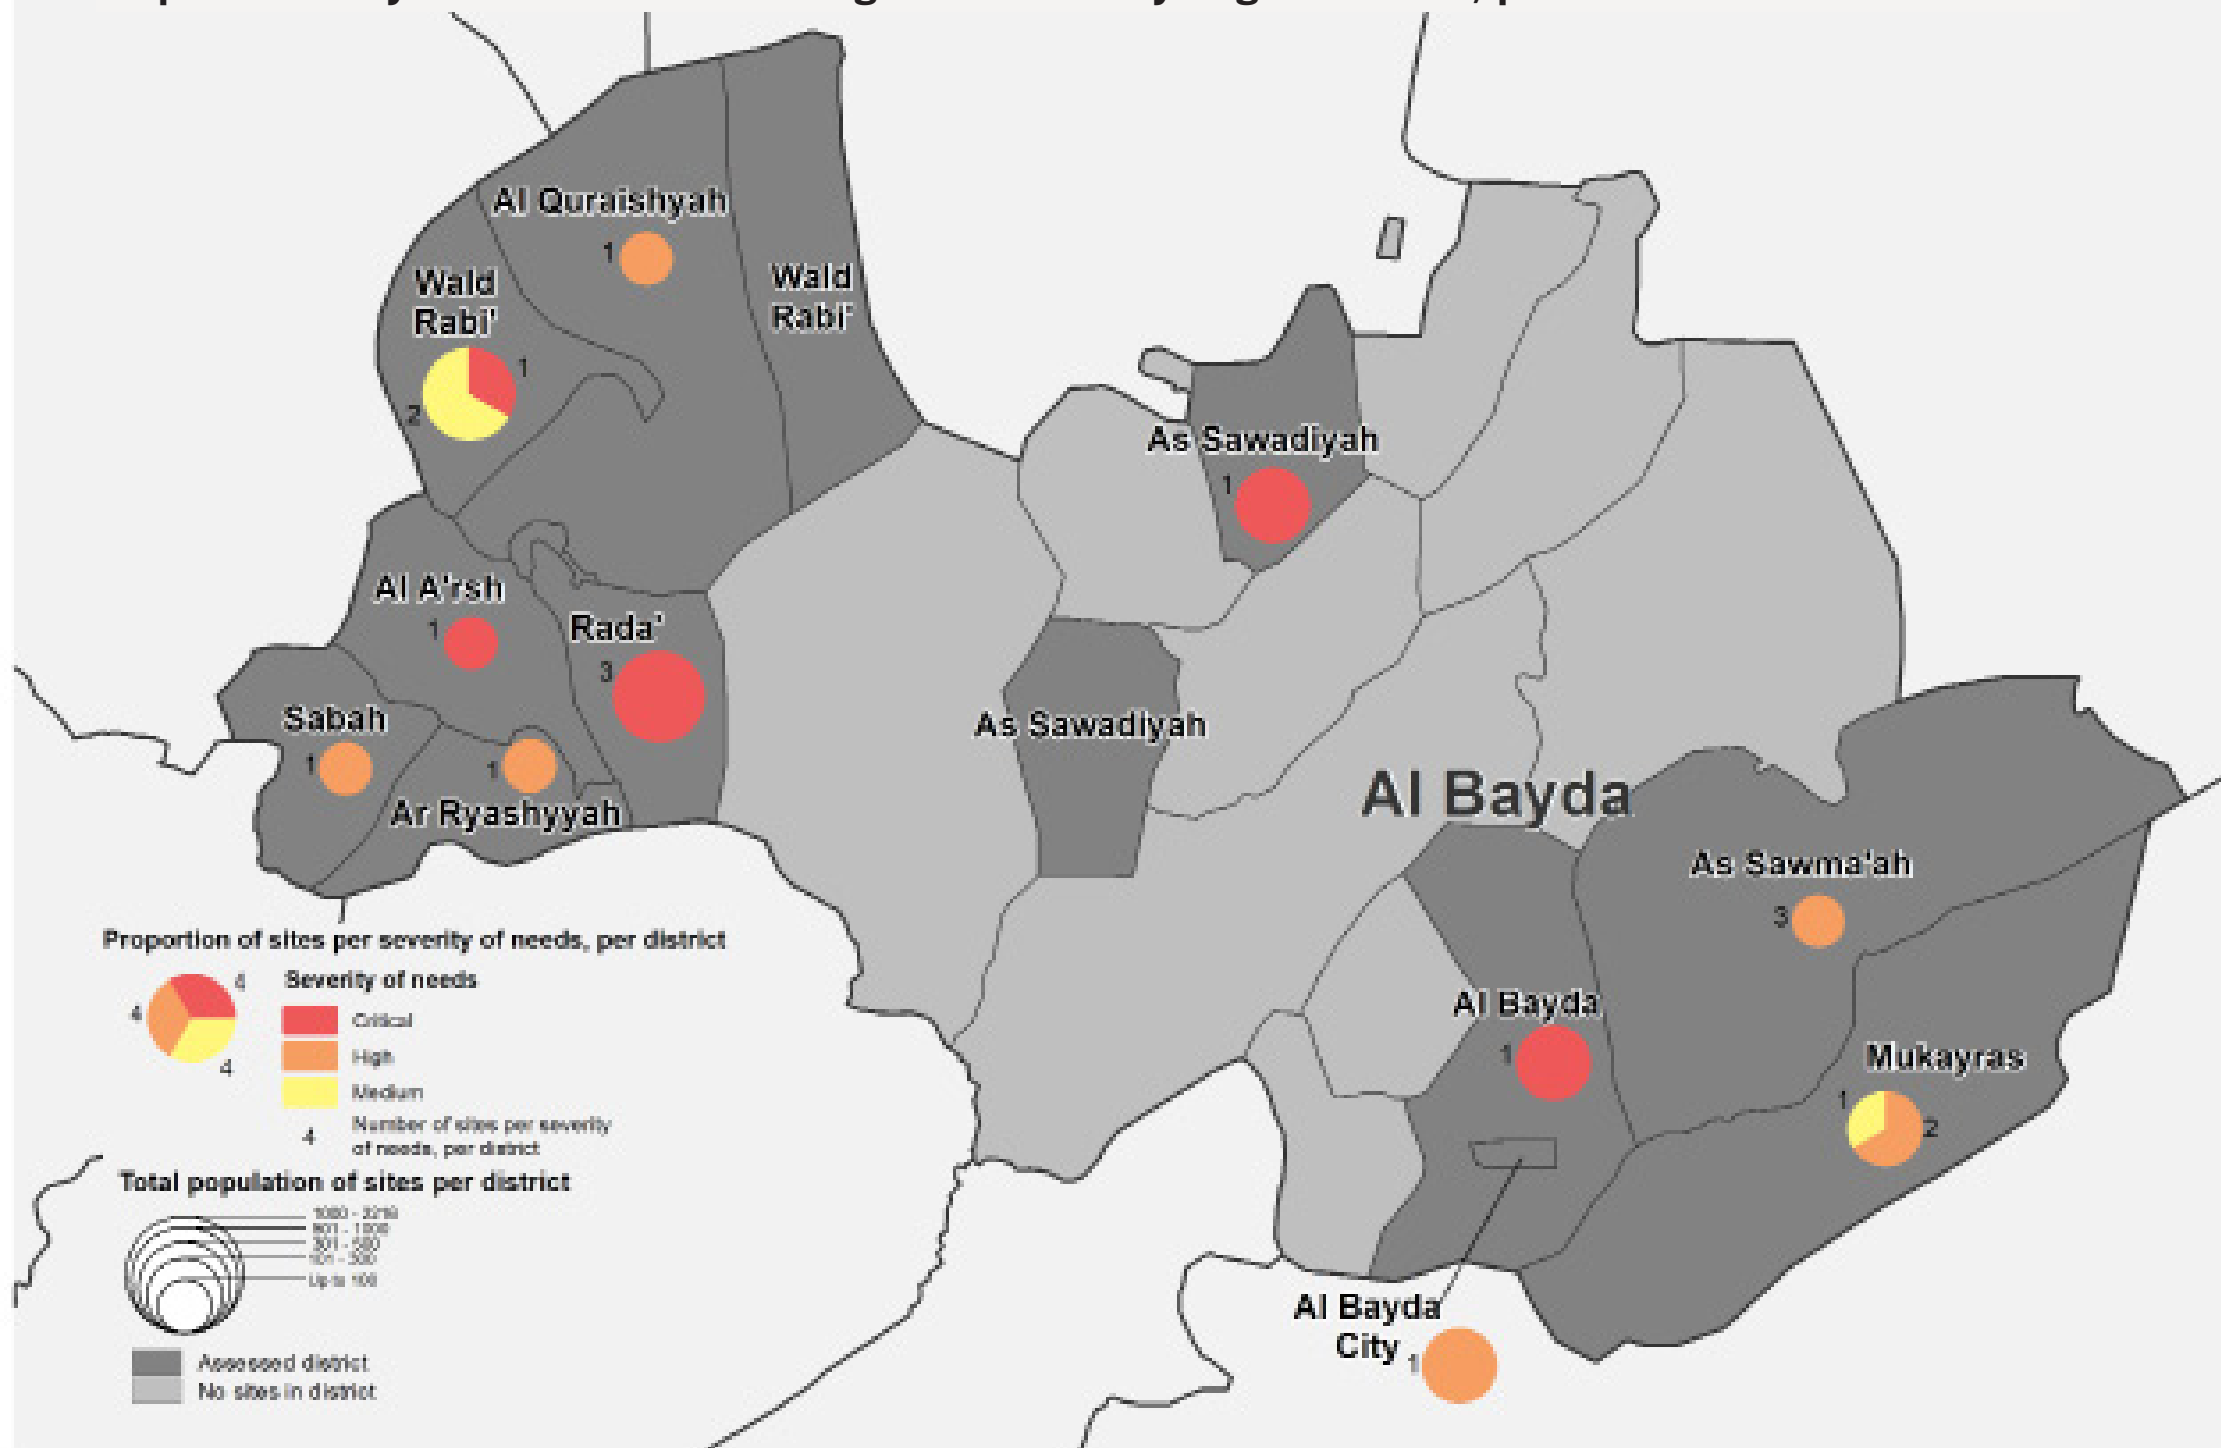 Al Quraishyah
1
Wald
Rabi'
1
2
Wald
Rabi'
As Sawadiyah
1
Al A'rsh
1
Rada'
3
Sabah
1
1
Ar Ryashyyah
As Sawadiyah
Al Bayda
As Sawma'ah
3
Al Bayda
1
Mukayras
1
2
Al Bayda
City
1
Proportion of sites per severity of needs, per district
4
4
4
Severity of needs
Critical
High
Medium
4
Number of sites per severity
of needs, per district
Total population of sites per district
Up to 100
Assessed district
No sites in district